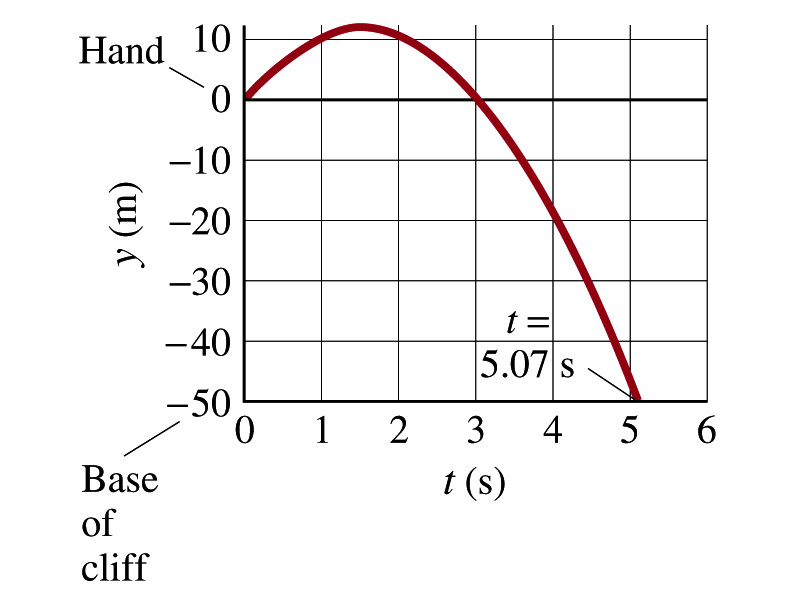 Hand
10
0
−10
−20
−30
−40
−50
y (m)
t =
5.07 s
0 1 2 3 4 5 6
t (s)
Base
of
cliff